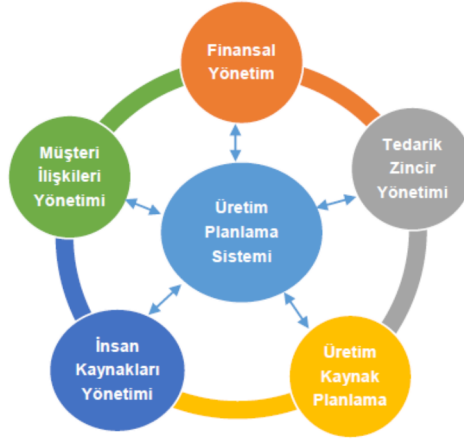 Finansal
Yönetim
Tedarik
Zincir
Yönetimi
Üretim
Kaynak
Planlama
İnsan
Kaynakları
Yönetimi
Müşteri
İlişkileri
Yönetimi
Üretim
Planlama
Sistemi